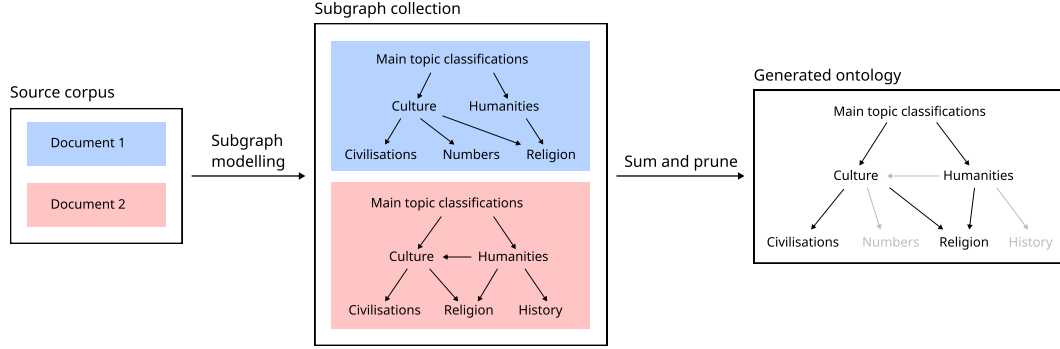 Source corpus
Document 1
Document 2
Subgraph
modelling
Subgraph collection
Main topic classifications
Culture Humanities
Civilisations Numbers Religion
Main topic classifications
Culture Humanities
Civilisations Religion History
Sum and prune
Generated ontology
Main topic classifications
Culture Humanities
Civilisations Numbers Religion History